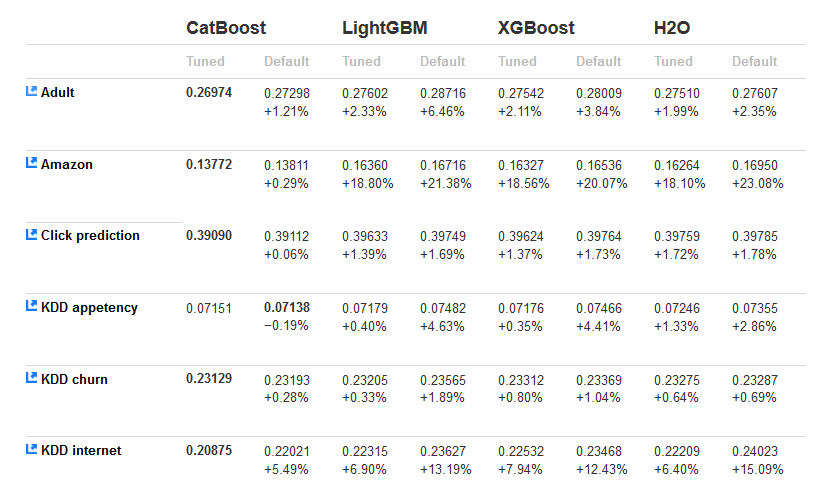 CatBoost LightGBM XGBoost H2O
Tuned Default Tuned Default Tuned Default Tuned Default
Adult 0.26974 0.27298 0.27602 0.28716 0.27542 0.28009 0.27510 0.27607
+1.21% +2.33% +6.46% +2.11% +3.84% +1.99% +2.35%
Amazon 0.13772 0.13811 0.16360 0.16716 0.16327 0.16536 0.16264 0.16950
+0.29% +18.80% +21.38% +18.56% +20.07% +18.10% +23.08%
Click prediction 0.39090 0.39112 0.39633 0.39749 0.39624 0.39764 0.39759 0.39785
+0.06% +1.39% +1.69% +1.37% +1.73% +1.72% +1.78%
KDD appetency 0.07151 0.07138 0.07179 0.07482 0.07176 0.07466 0.07246 0.07355
−0.19% +0.40% +4.63% +0.35% +4.41% +1.33% +2.86%
KDD churn 0.23129 0.23193 0.23205 0.23565 0.23312 0.23369 0.23275 0.23287
+0.28% +0.33% +1.89% +0.80% +1.04% +0.64% +0.69%
KDD internet 0.20875 0.22021 0.22315 0.23627 0.22532 0.23468 0.22209 0.24023
+5.49% +6.90% +13.19% +7.94% +12.43% +6.40% +15.09%